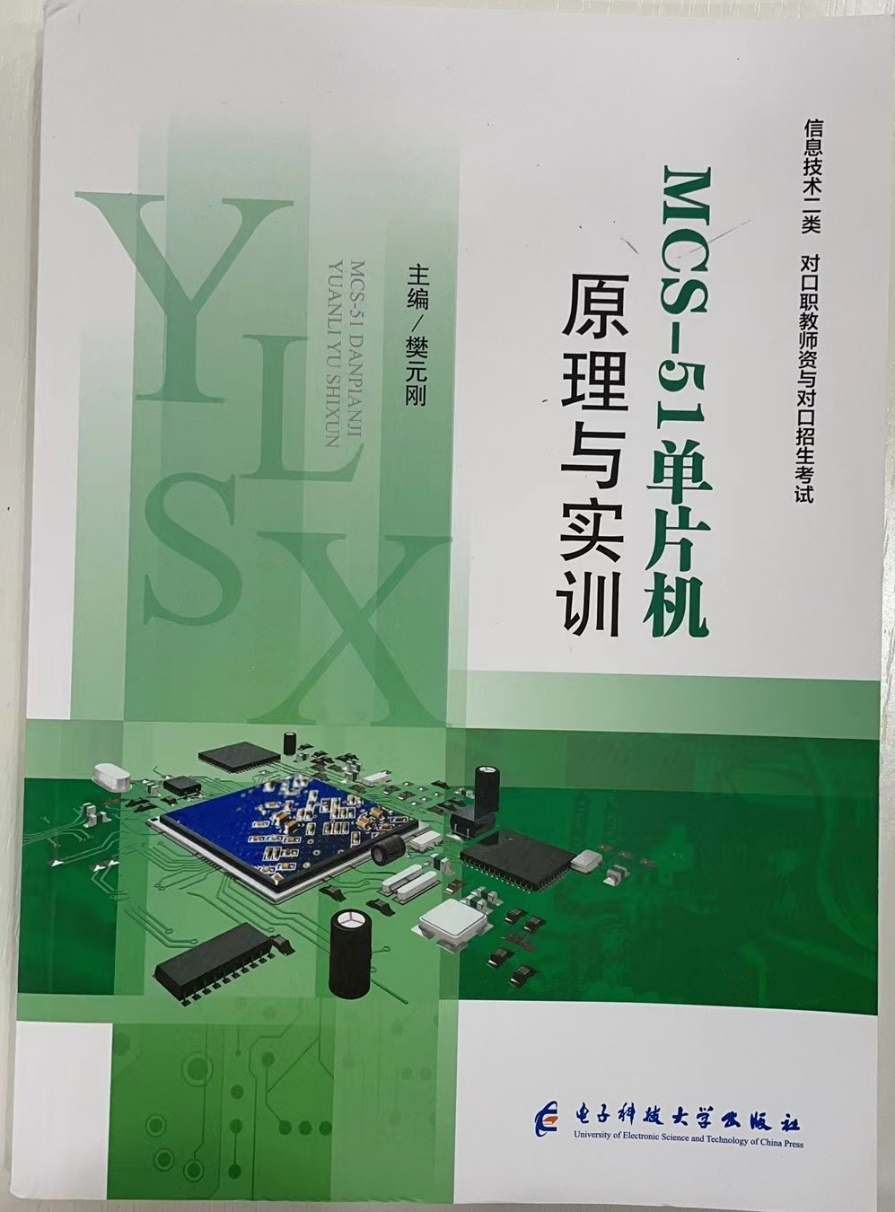 信息技术二类 对口职教师资与对口招生考试
MCS-51单片机
原理与实训
主编/樊元刚
MCS-51 DANPIANJI
YUANLI YU SHIXUN
Y
L
S
X
电子科技大学出版社
University of Electronic Science and Technology of China Press